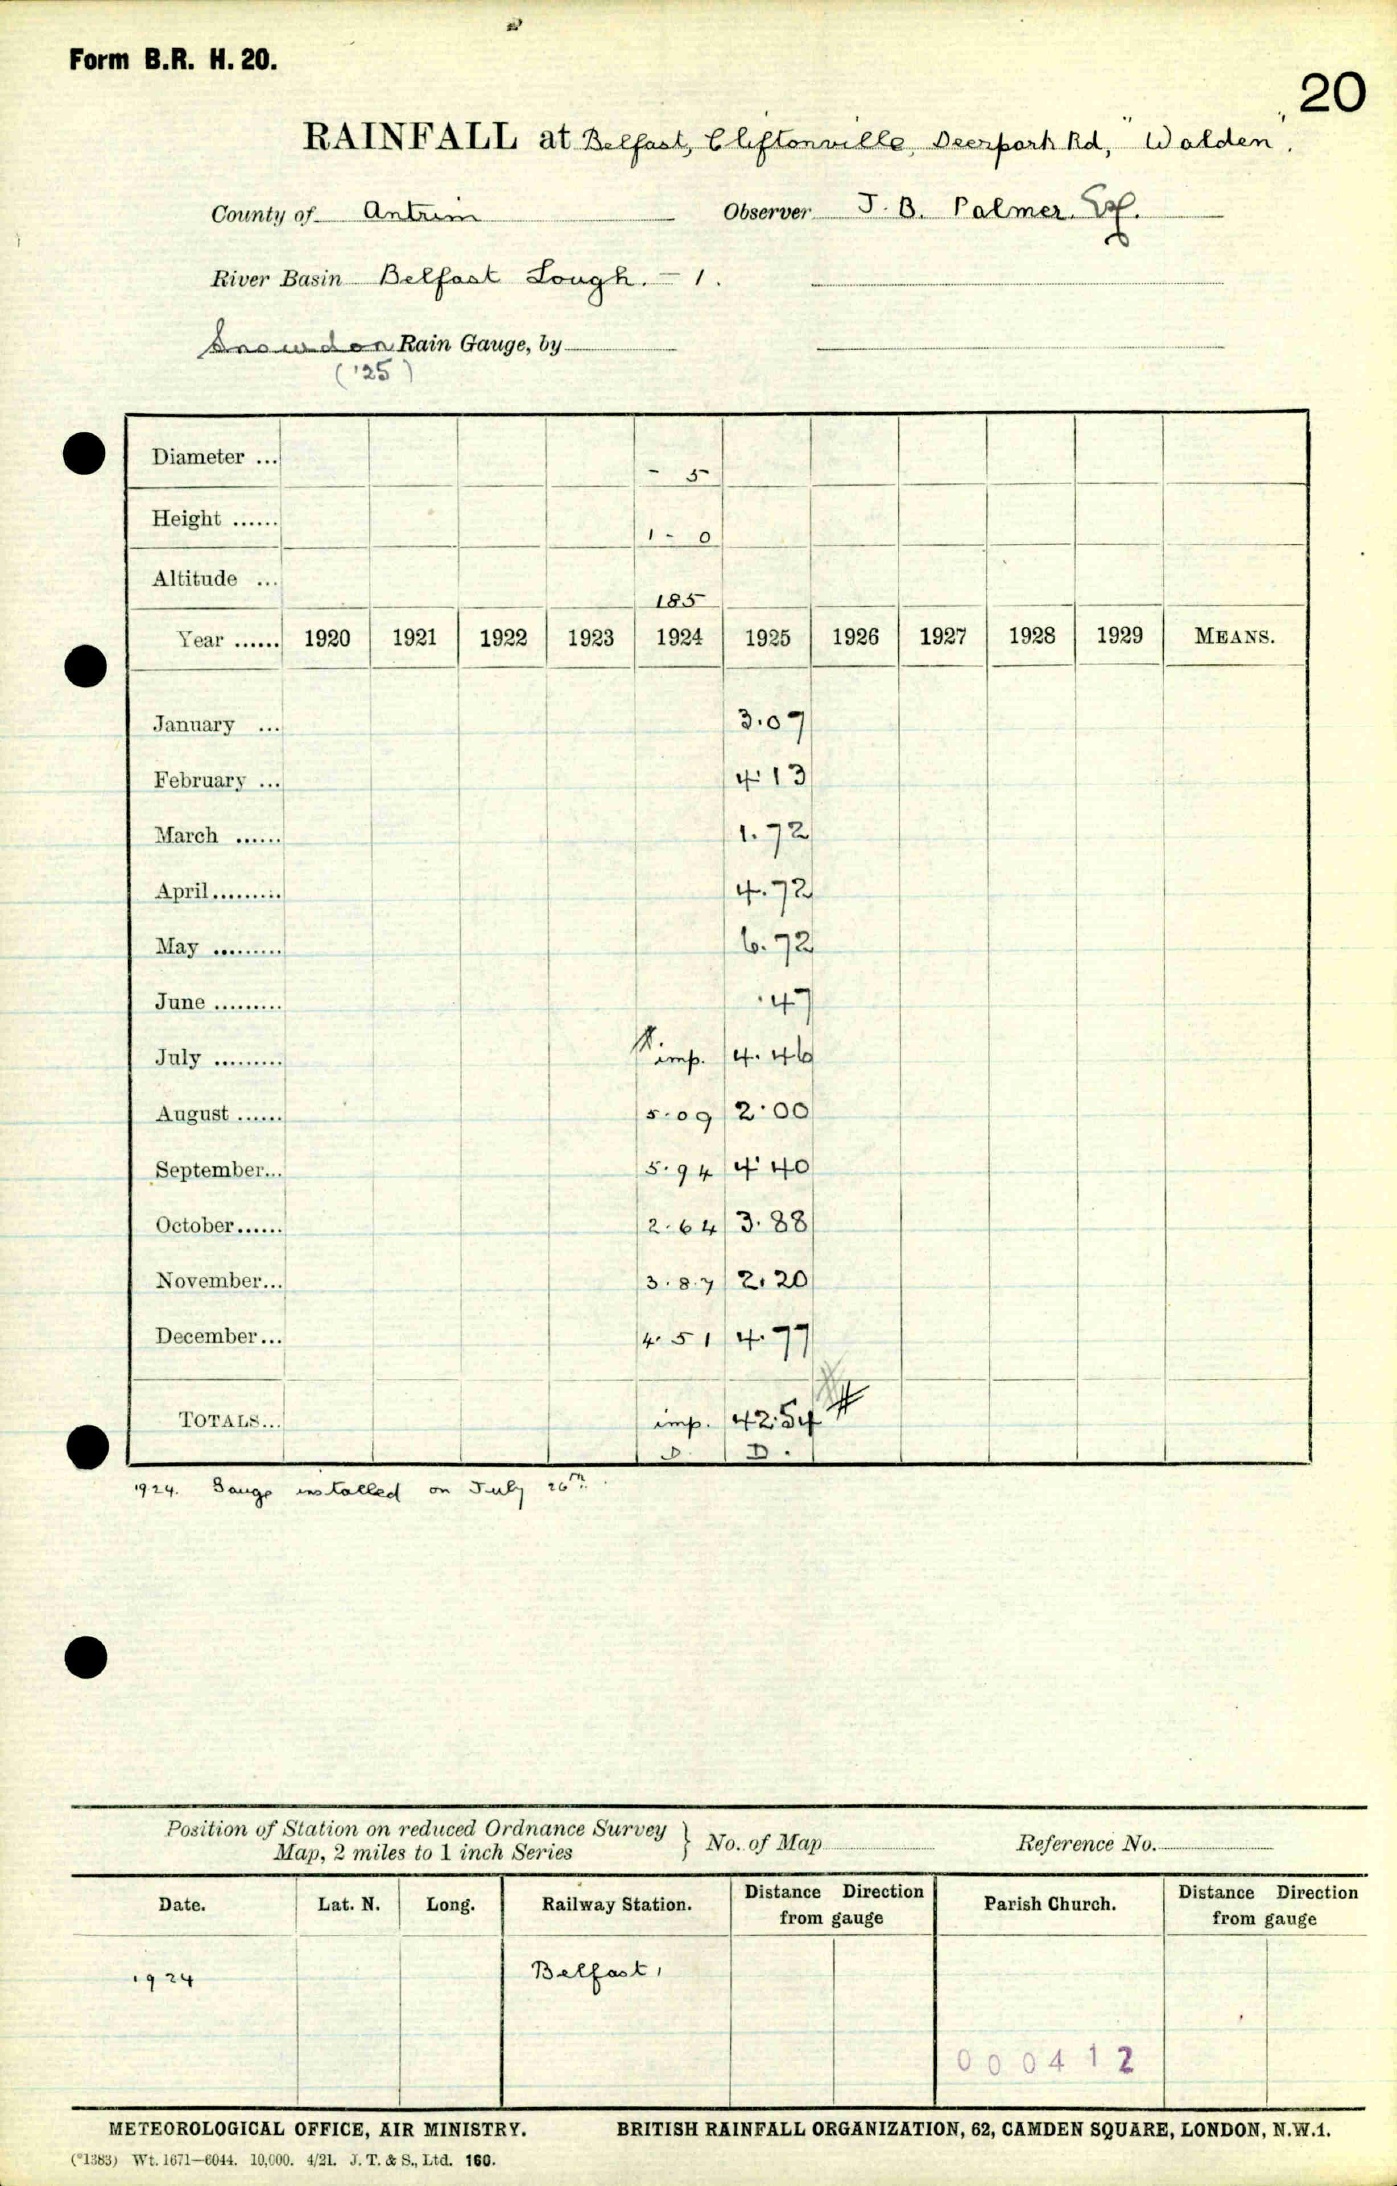 Form B.R. H. 20.
20
RAINFALL at Belfast, Cliftonville, Deerpark Rd, "Walden".
County of Antrim Observer J. B. Palmer Esq.
River Basin Belfast Lough. - 1.
Snowdon Rain Gauge, by
('25)
Diameter ... - 5
Height ...... 1 - 0
Altitude ... 185
Year ...... 1920 1921 1922 1923 1924 1925 1926 1927 1928 1929 MEANS.
January ... 3.07
February ... 4.13
March ...... 1.72
April......... 4.72
May ......... 6.72
June ......... .47
July ......... imp. 4.46
August ...... 5.09 2.00
September... 5.94 4.40
October...... 2.64 3.88
November... 3.87 2.20
December... 4.51 4.77
TOTALS... imp. 42.54 #
D. D.
1924. Gauge installed on July 26th.
Position of Station on reduced Ordnance Survey
Map, 2 miles to 1 inch Series } No. of Map Reference No.
Date. Lat. N. Long. Railway Station. Distance Direction from gauge Parish Church. Distance Direction from gauge
1924 Belfast,
000412
METEOROLOGICAL OFFICE, AIR MINISTRY. BRITISH RAINFALL ORGANIZATION, 62, CAMDEN SQUARE, LONDON, N.W.1.
(*1383) Wt. 1671—6044. 10,000. 4/21. J. T. & S., Ltd. 160.